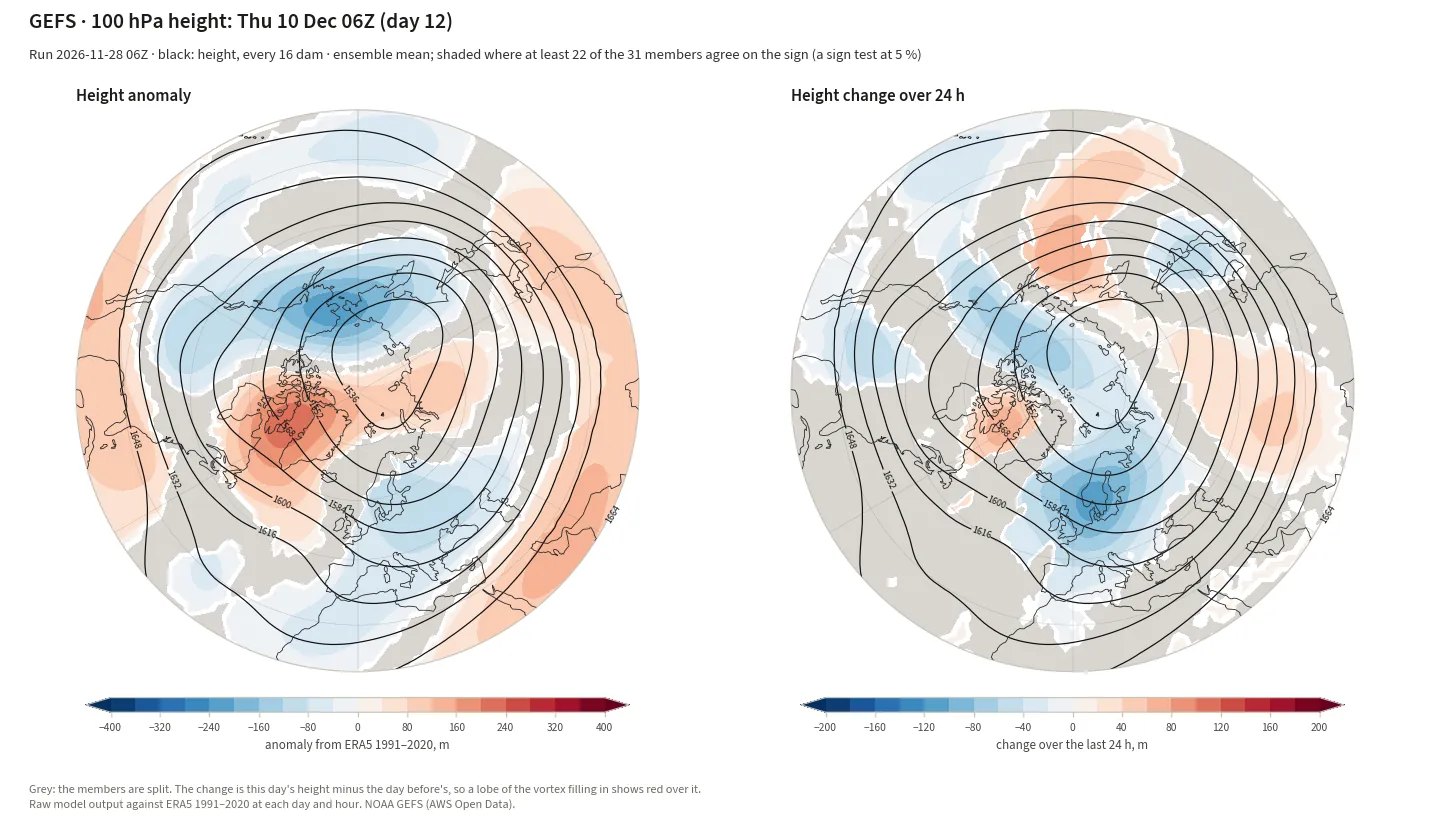 GEFS · 100 hPa height: Thu 10 Dec 06Z (day 12)
Run 2026-11-28 06Z · black: height, every 16 dam · ensemble mean; shaded where at least 22 of the 31 members agree on the sign (a sign test at 5 %)
Height anomaly
Height change over 24 h
1536
1568
1648
1632
1600
1584
1616
1664
1536
1568
1648
1632
1600
1584
1616
1664
−400 −320 −240 −160 −80 0 80 160 240 320 400
anomaly from ERA5 1991–2020, m
−200 −160 −120 −80 −40 0 40 80 120 160 200
change over the last 24 h, m
Grey: the members are split. The change is this day's height minus the day before's, so a lobe of the vortex filling in shows red over it.
Raw model output against ERA5 1991–2020 at each day and hour. NOAA GEFS (AWS Open Data).